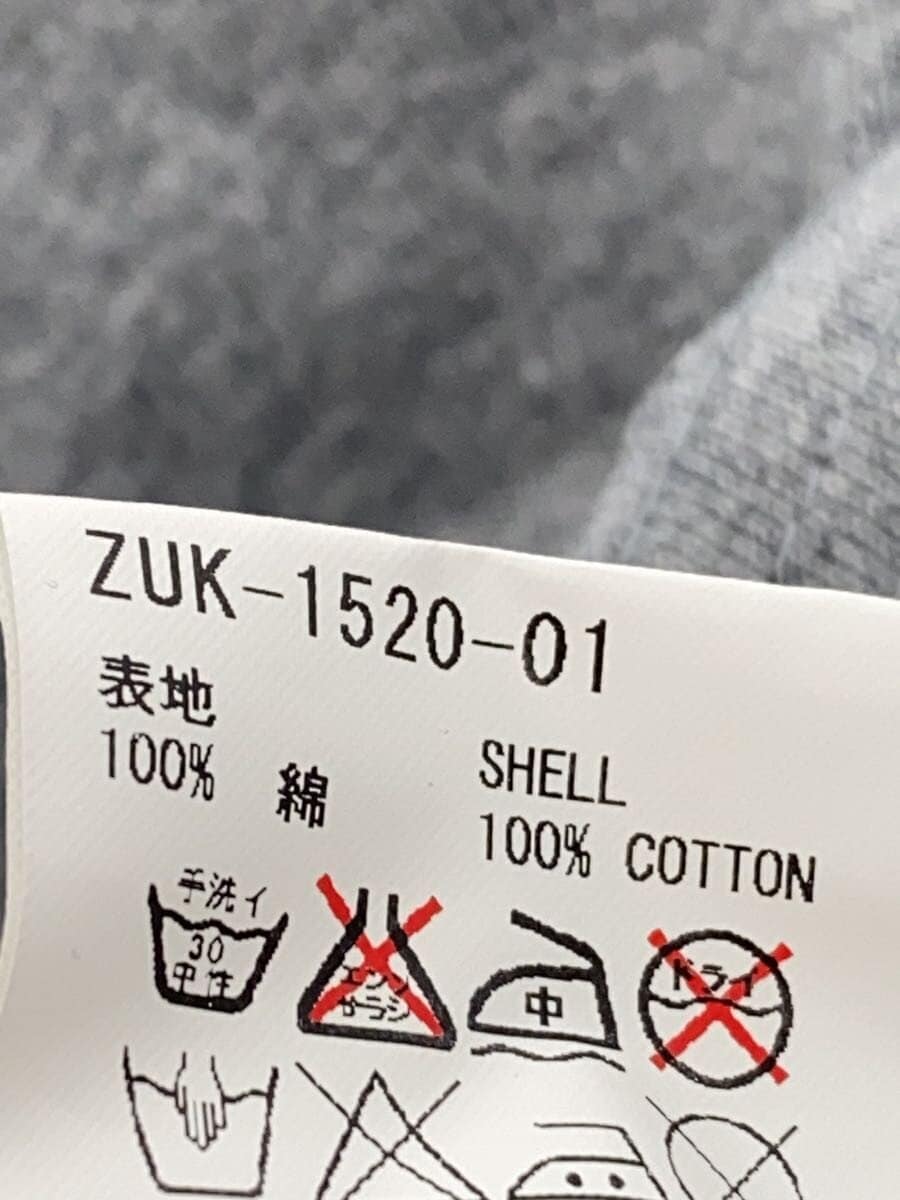 ZUK-1520-01
表地
100% 綿
SHELL
100% COTTON
手洗イ
30
中性
エンソ
サラシ
中
ドライ